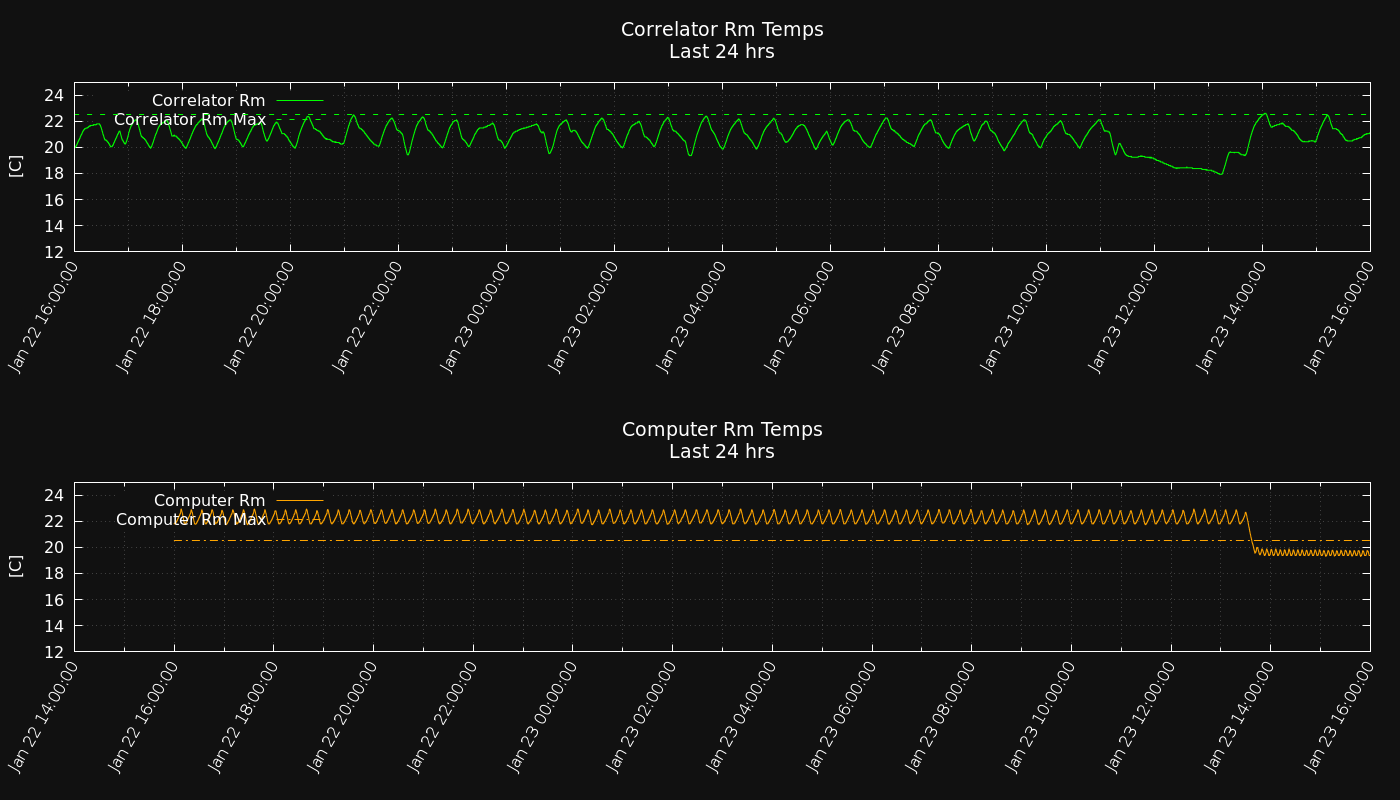 Correlator Rm Temps
Last 24 hrs
Correlator Rm
Correlator Rm Max
[C]
24
22
20
18
16
14
12
Jan 22 16:00:00
Jan 22 18:00:00
Jan 22 20:00:00
Jan 22 22:00:00
Jan 23 00:00:00
Jan 23 02:00:00
Jan 23 04:00:00
Jan 23 06:00:00
Jan 23 08:00:00
Jan 23 10:00:00
Jan 23 12:00:00
Jan 23 14:00:00
Jan 23 16:00:00
Computer Rm Temps
Last 24 hrs
Computer Rm
Computer Rm Max
[C]
24
22
20
18
16
14
12
Jan 22 14:00:00
Jan 22 16:00:00
Jan 22 18:00:00
Jan 22 20:00:00
Jan 22 22:00:00
Jan 23 00:00:00
Jan 23 02:00:00
Jan 23 04:00:00
Jan 23 06:00:00
Jan 23 08:00:00
Jan 23 10:00:00
Jan 23 12:00:00
Jan 23 14:00:00
Jan 23 16:00:00